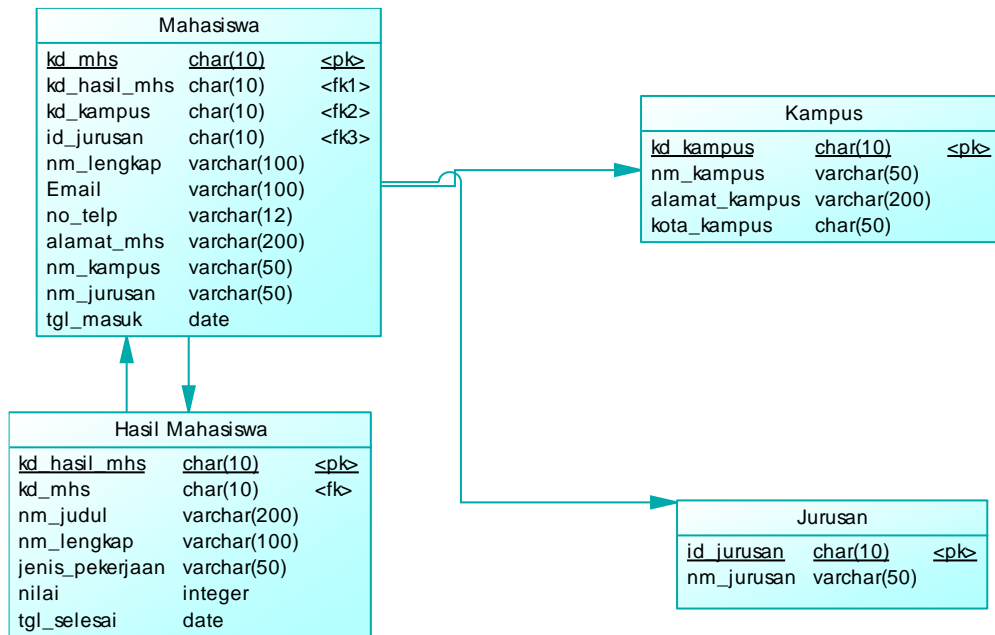 Mahasiswa
kd_mhs char(10) <pk>
kd_hasil_mhs char(10) <fk1>
kd_kampus char(10) <fk2>
id_jurusan char(10) <fk3>
nm_lengkap varchar(100)
Email varchar(100)
no_telp varchar(12)
alamat_mhs varchar(200)
nm_kampus varchar(50)
nm_jurusan varchar(50)
tgl_masuk date
Kampus
kd_kampus char(10) <pk>
nm_kampus varchar(50)
alamat_kampus varchar(200)
kota_kampus char(50)
Hasil Mahasiswa
kd_hasil_mhs char(10) <pk>
kd_mhs char(10) <fk>
nm_judul varchar(200)
nm_lengkap varchar(100)
jenis_pekerjaan varchar(50)
nilai integer
tgl_selesai date
Jurusan
id_jurusan char(10) <pk>
nm_jurusan varchar(50)